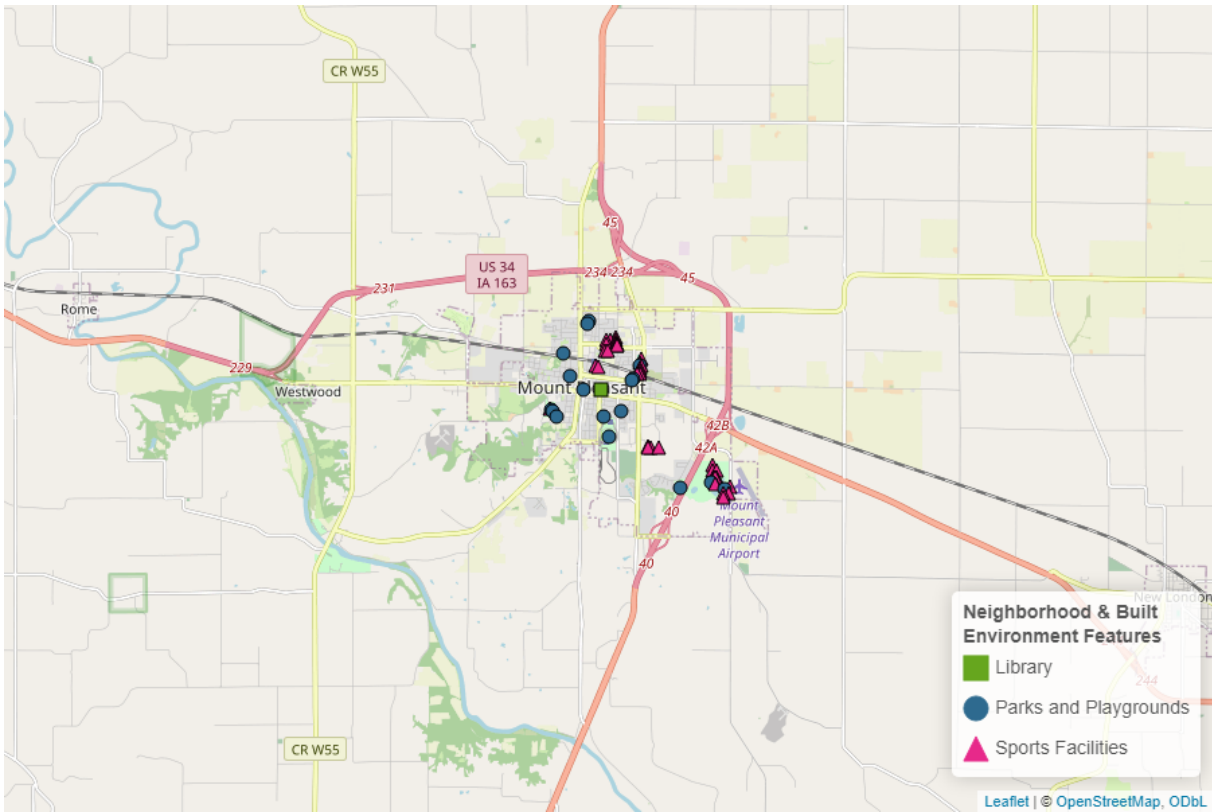 CR W55
45
US 34
IA 163
234 234
45
231
Rome
229
Westwood
Mount Pleasant
42B
42A
40
Mount
Pleasant
Municipal
Airport
40
New London
244
CR W55
Neighborhood & Built
Environment Features
Library
Parks and Playgrounds
Sports Facilities
Leaflet | © OpenStreetMap, ODbL